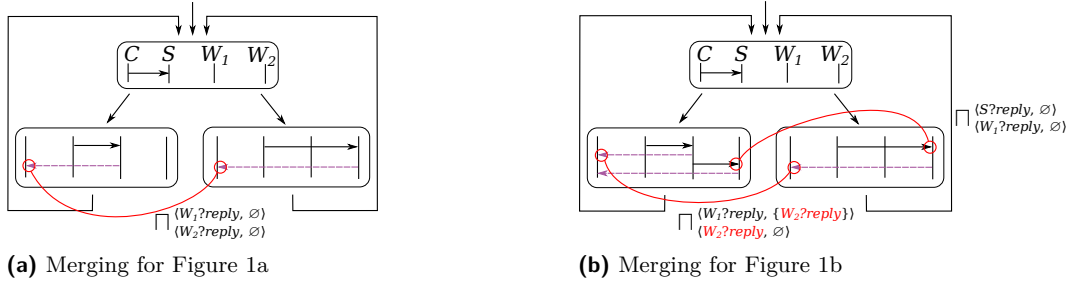 C S W₁ W₂
⊓ ⟨W₁?reply, ∅⟩
⟨W₂?reply, ∅⟩
(a) Merging for Figure 1a
C S W₁ W₂
⊓ ⟨S?reply, ∅⟩
⟨W₁?reply, ∅⟩
⊓ ⟨W₁?reply, {W₂?reply}⟩
⟨W₂?reply, ∅⟩
(b) Merging for Figure 1b